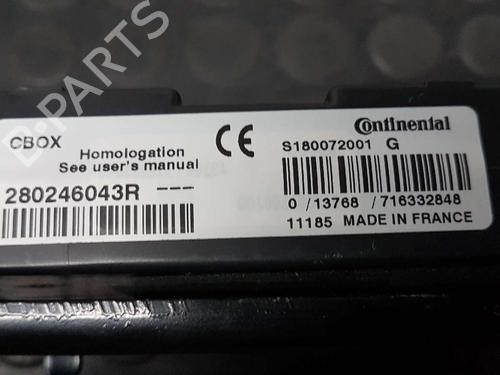 B-PARTS
CBOX
Homologation
See user's manual
280246043R ---
CE
Continental
S180072001 G
0 /13768 /716332848
11185 MADE IN FRANCE